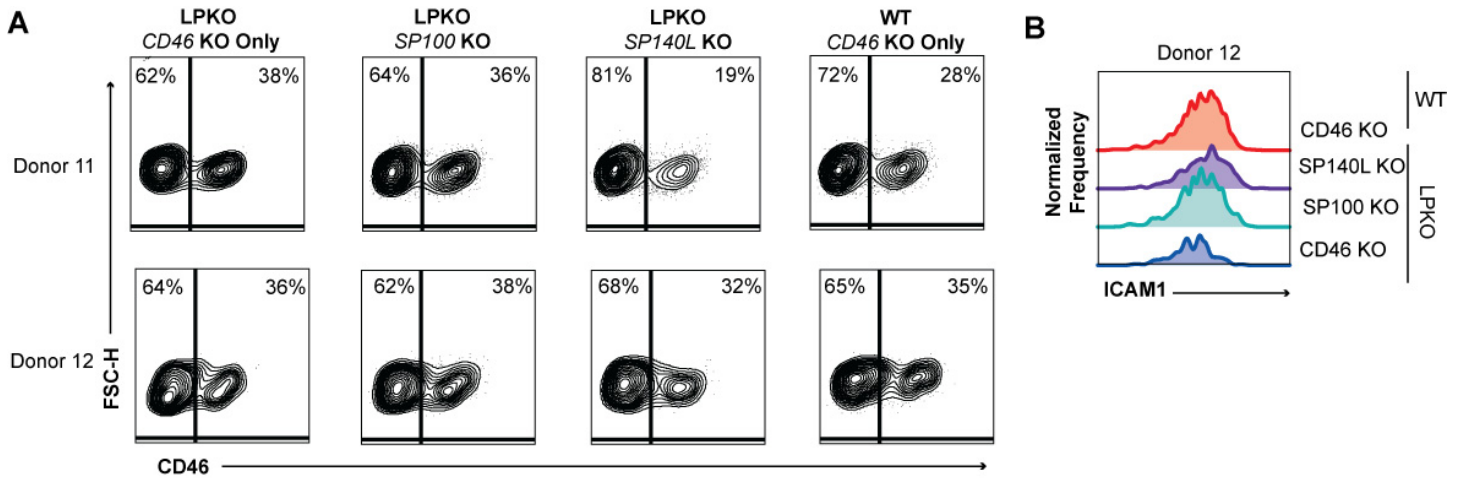 A
LPKO
CD46 KO Only
LPKO
SP100 KO
LPKO
SP140L KO
WT
CD46 KO Only
62%
38%
64%
36%
81%
19%
72%
28%
Donor 11
64%
36%
62%
38%
68%
32%
65%
35%
Donor 12
FSC-H
CD46
B
Donor 12
Normalized
Frequency
CD46 KO
WT
SP140L KO
SP100 KO
CD46 KO
LPKO
ICAM1